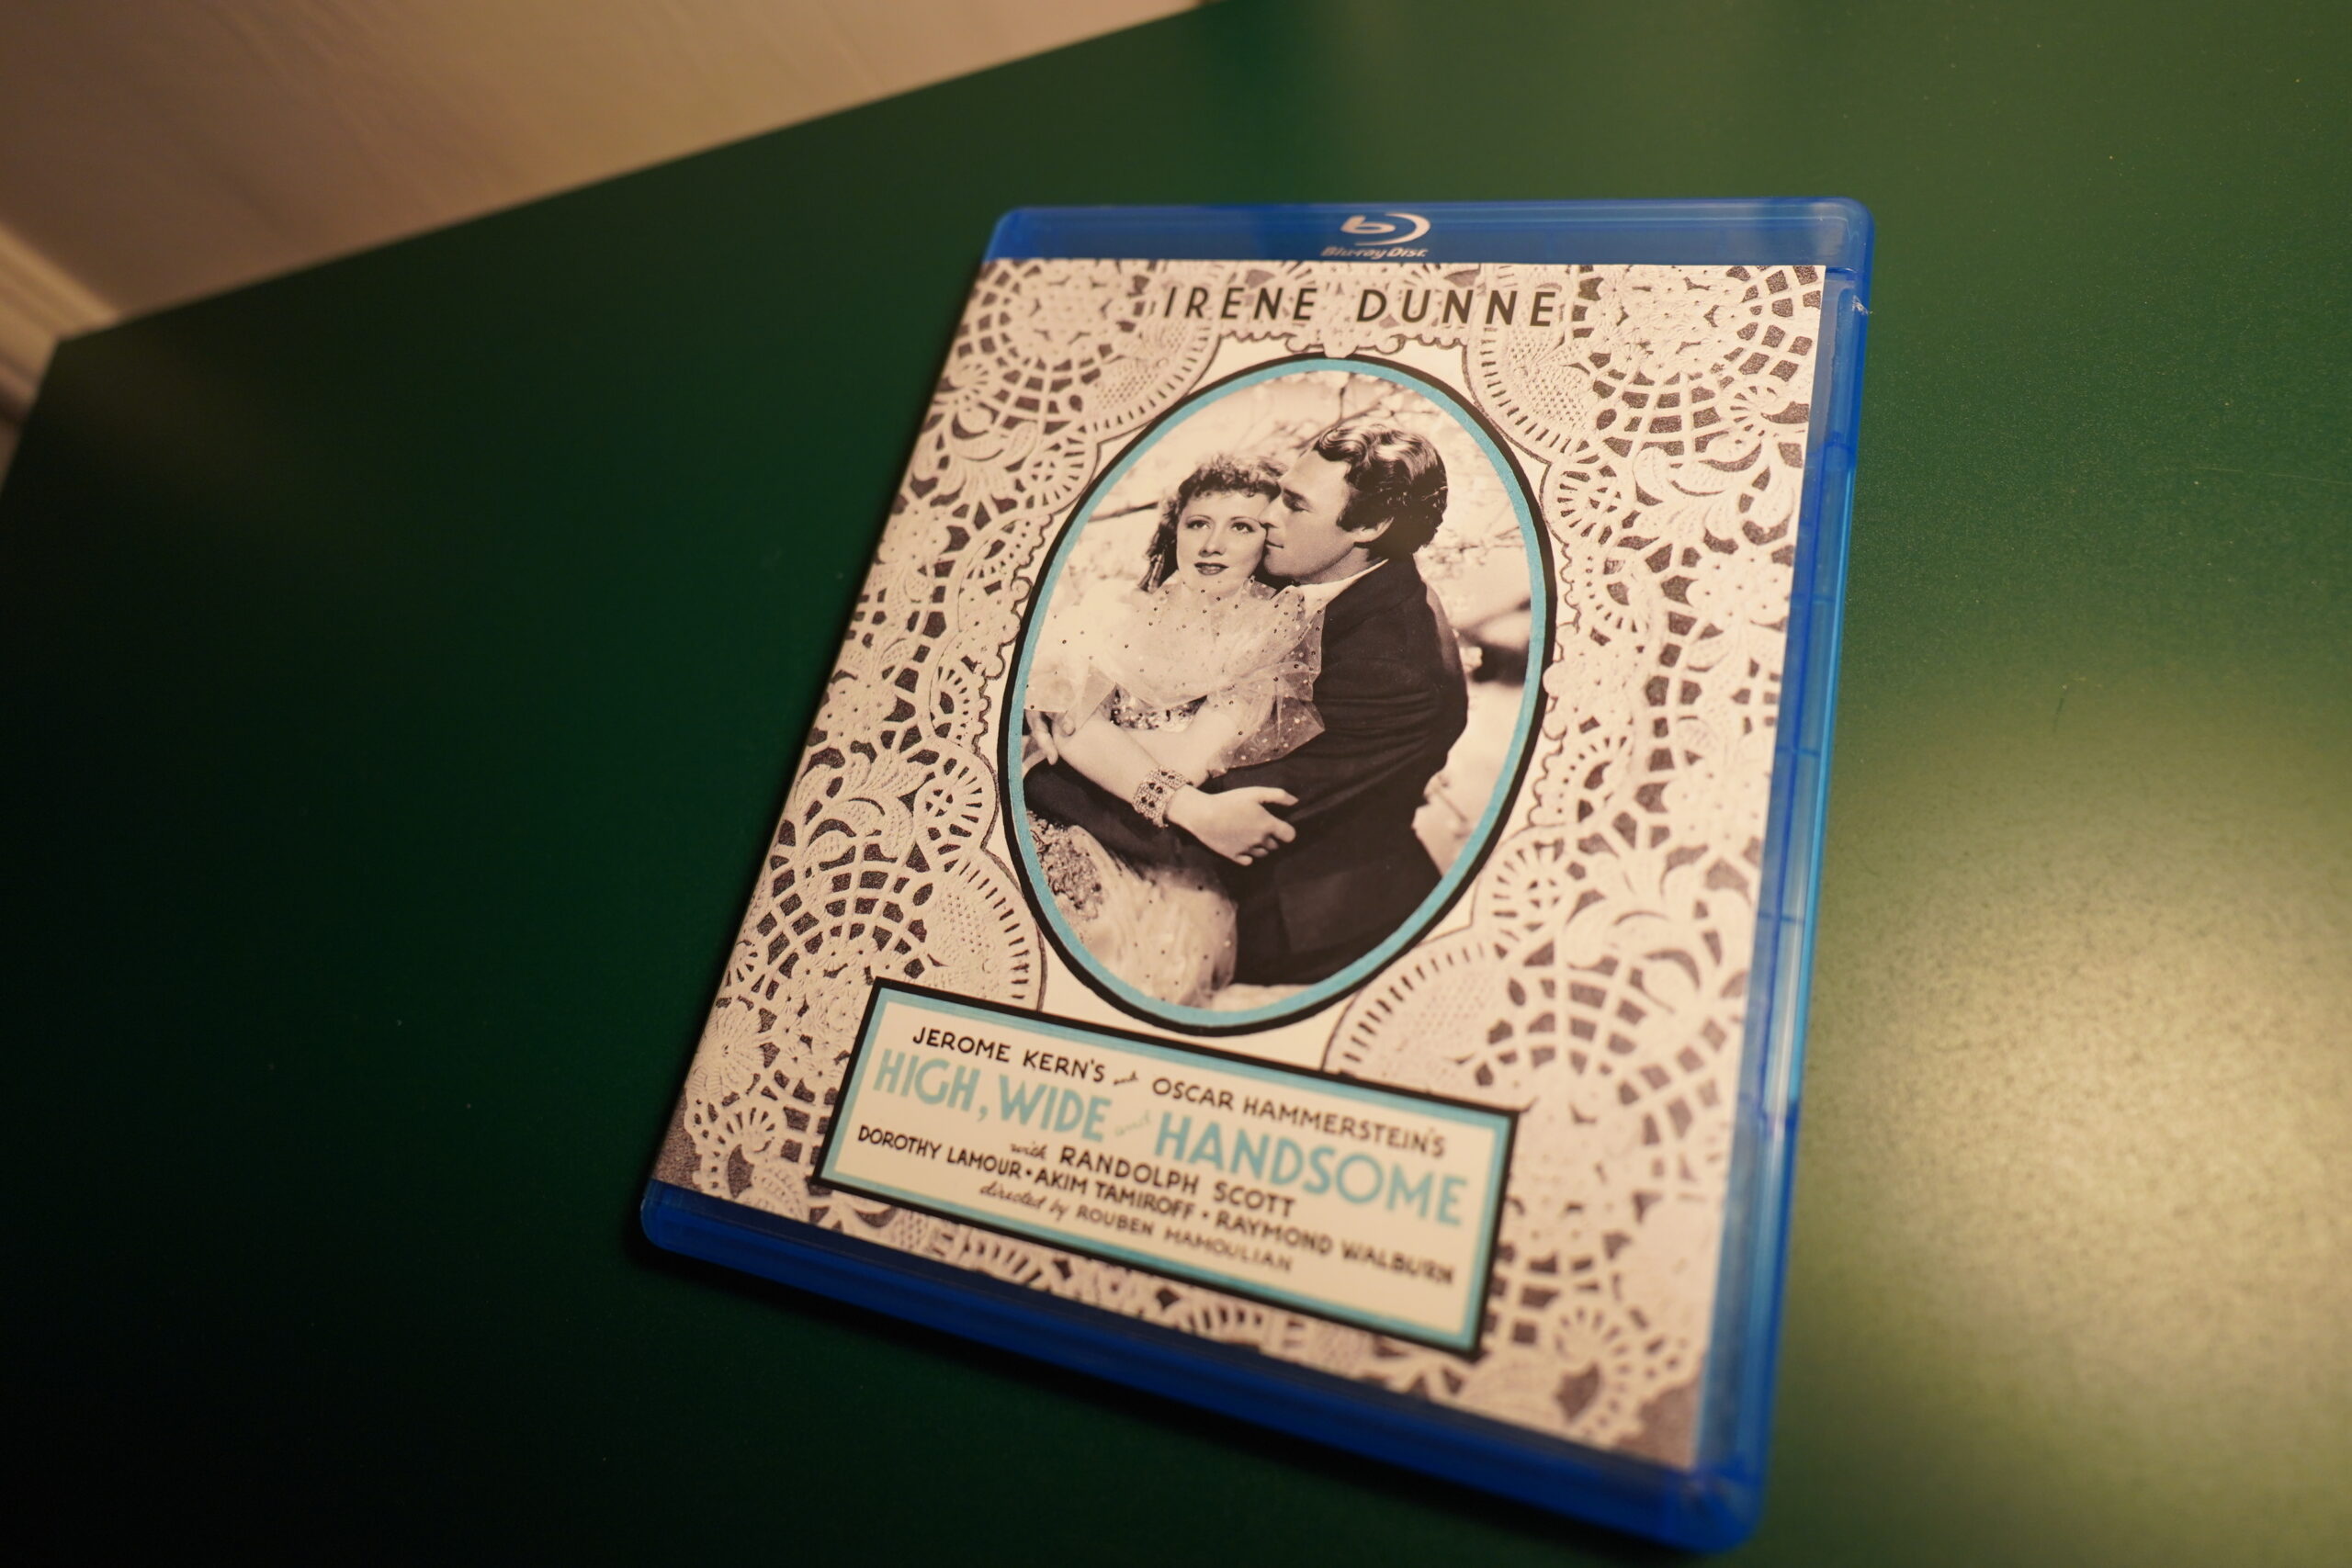 Blu-ray Disc
IRENE DUNNE
JEROME KERN'S and OSCAR HAMMERSTEIN'S
HIGH, WIDE and HANDSOME
with RANDOLPH SCOTT
DOROTHY LAMOUR • AKIM TAMIROFF • RAYMOND WALBURN
directed by ROUBEN MAMOULIAN